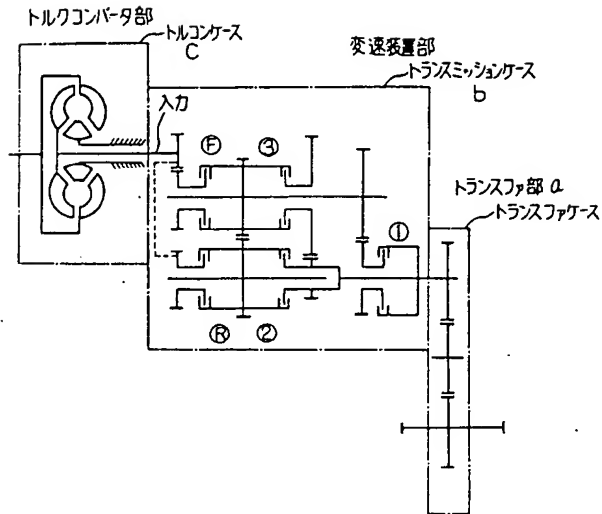 トルクコンバータ部
トルコンケース
C
変速装置部
トランスミッションケース
b
入力
Ⓕ
③
トランスファ部 a
トランスファケース
①
Ⓡ
②